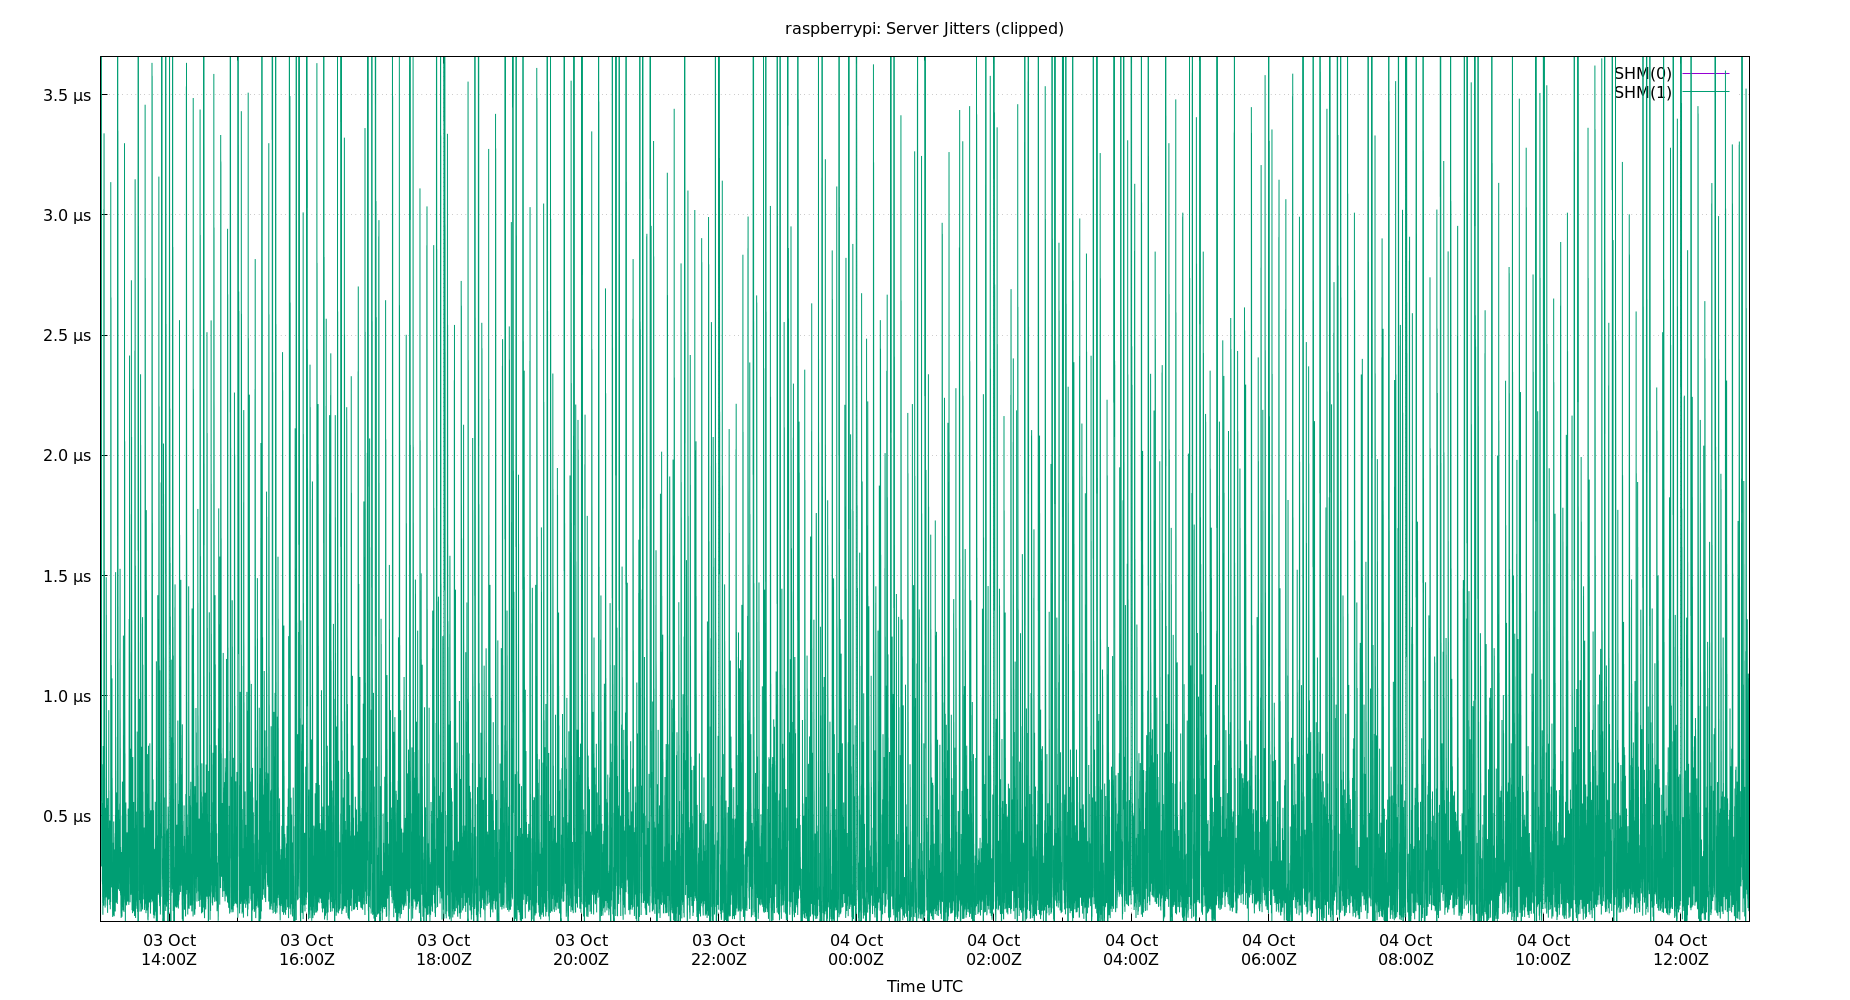 raspberrypi: Server Jitters (clipped)
SHM(0)
SHM(1)
3.5 µs
3.0 µs
2.5 µs
2.0 µs
1.5 µs
1.0 µs
0.5 µs
03 Oct 03 Oct 03 Oct 03 Oct 03 Oct 04 Oct 04 Oct 04 Oct 04 Oct 04 Oct 04 Oct 04 Oct
14:00Z 16:00Z 18:00Z 20:00Z 22:00Z 00:00Z 02:00Z 04:00Z 06:00Z 08:00Z 10:00Z 12:00Z
Time UTC